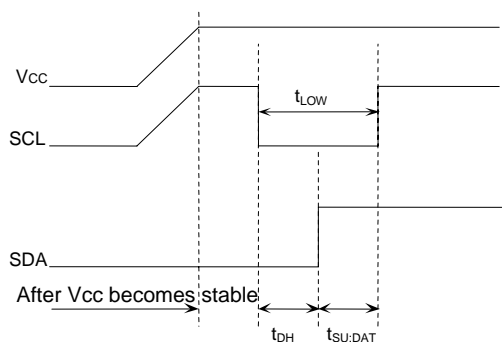 Vcc
tLOW
SCL
SDA
After Vcc becomes stable
tDH
tSU;DAT